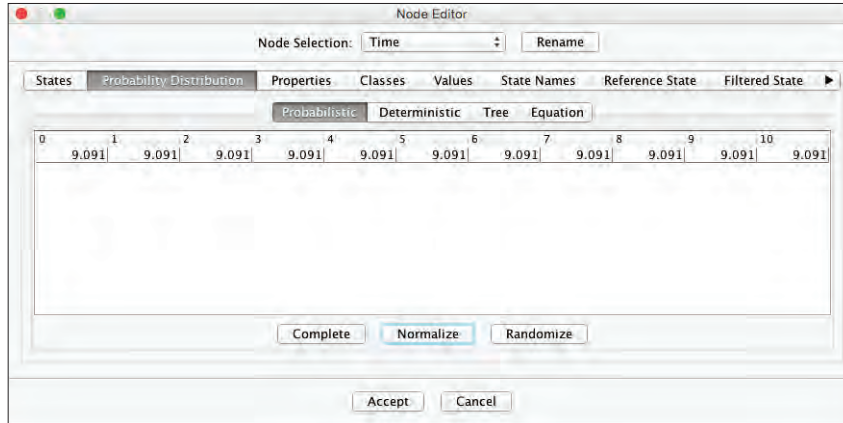 Node Editor
Node Selection: Time Rename
States Probability Distribution Properties Classes Values State Names Reference State Filtered State
Probabilistic Deterministic Tree Equation
0 1 2 3 4 5 6 7 8 9 10
9.091 9.091 9.091 9.091 9.091 9.091 9.091 9.091 9.091 9.091 9.091
Complete Normalize Randomize
Accept Cancel